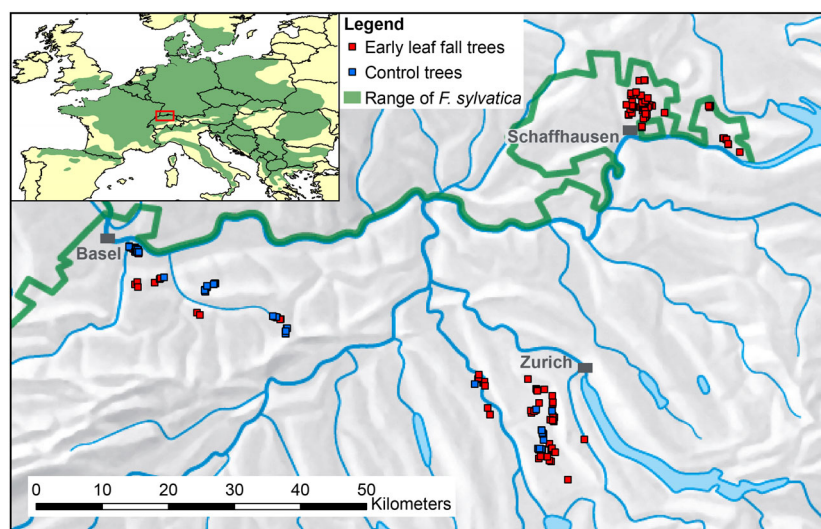 Legend
Early leaf fall trees
Control trees
Range of F. sylvatica
Schaffhausen
Basel
Zurich
0 10 20 30 40 50
Kilometers